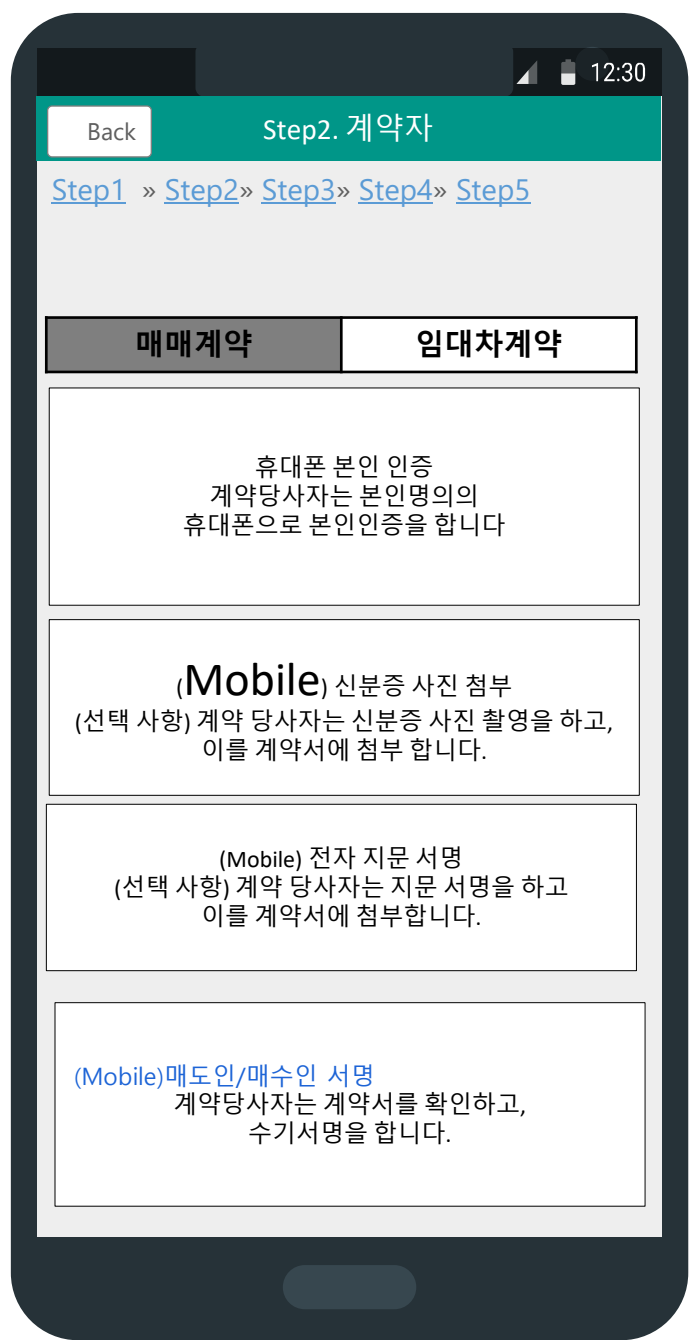 12:30
Back
Step2. 계약자
Step1 » Step2» Step3» Step4» Step5
매매계약 임대차계약
휴대폰 본인 인증
계약당사자는 본인명의의
휴대폰으로 본인인증을 합니다
(Mobile) 신분증 사진 첨부
(선택 사항) 계약 당사자는 신분증 사진 촬영을 하고,
이를 계약서에 첨부 합니다.
(Mobile) 전자 지문 서명
(선택 사항) 계약 당사자는 지문 서명을 하고
이를 계약서에 첨부합니다.
(Mobile)매도인/매수인 서명
계약당사자는 계약서를 확인하고,
수기서명을 합니다.